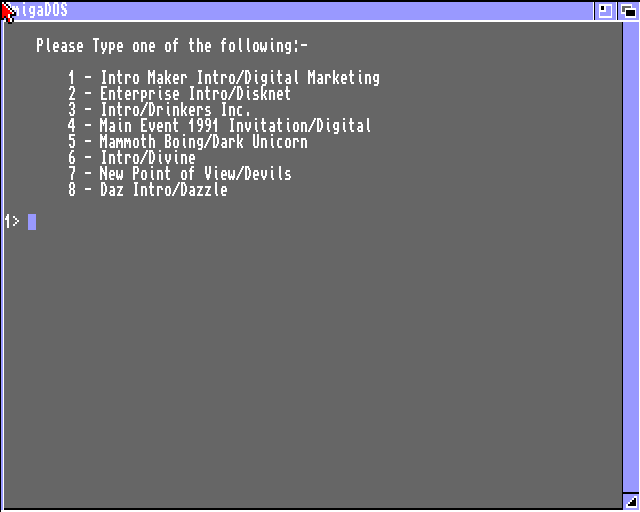 AmigaDOS
Please Type one of the following:-
1 - Intro Maker Intro/Digital Marketing
2 - Enterprise Intro/Disknet
3 - Intro/Drinkers Inc.
4 - Main Event 1991 Invitation/Digital
5 - Mammoth Boing/Dark Unicorn
6 - Intro/Divine
7 - New Point of View/Devils
8 - Daz Intro/Dazzle
1>